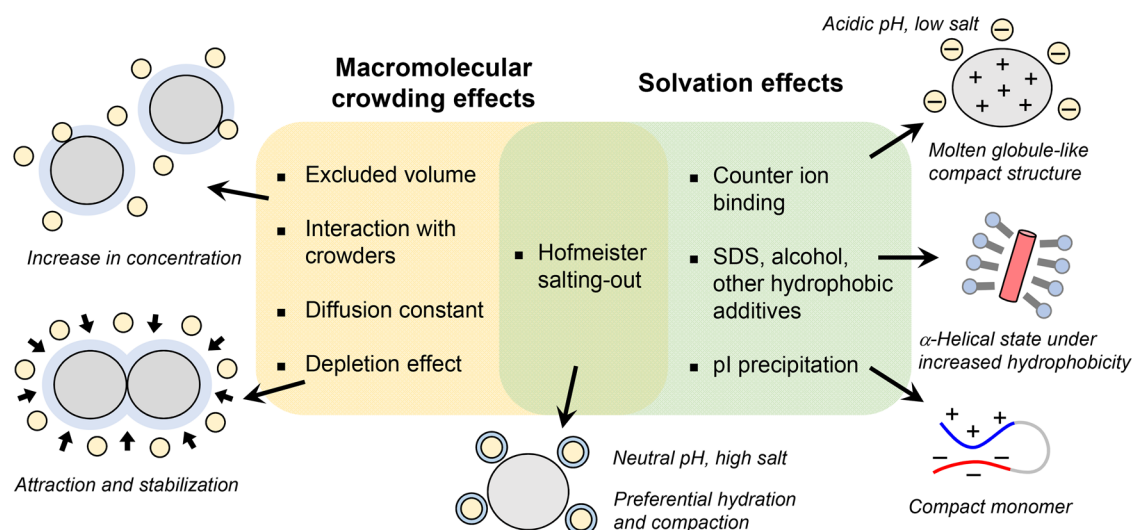 Macromolecular
crowding effects
Solvation effects
▪ Excluded volume
▪ Interaction with
crowders
▪ Diffusion constant
▪ Depletion effect
▪ Hofmeister
salting-out
▪ Counter ion
binding
▪ SDS, alcohol,
other hydrophobic
additives
▪ pI precipitation
Increase in concentration
Attraction and stabilization
Neutral pH, high salt
Preferential hydration
and compaction
Acidic pH, low salt
− − − − −
+ + + + + +
Molten globule-like
compact structure
α-Helical state under
increased hydrophobicity
+ + +
− − −
Compact monomer